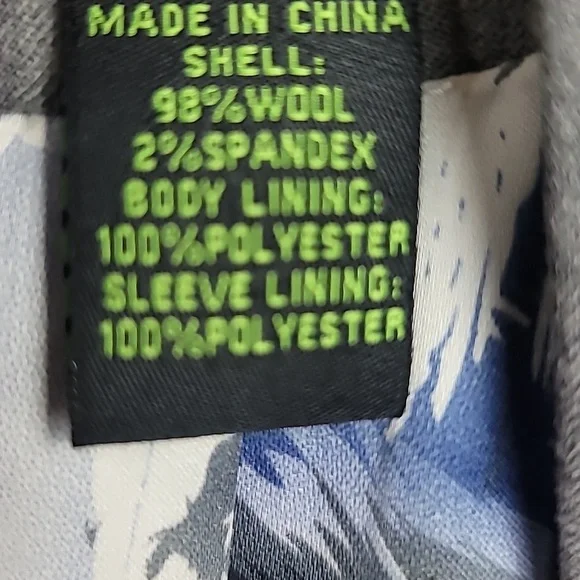 MADE IN CHINA
SHELL:
98%WOOL
2%SPANDEX
BODY LINING:
100%POLYESTER
SLEEVE LINING:
100%POLYESTER